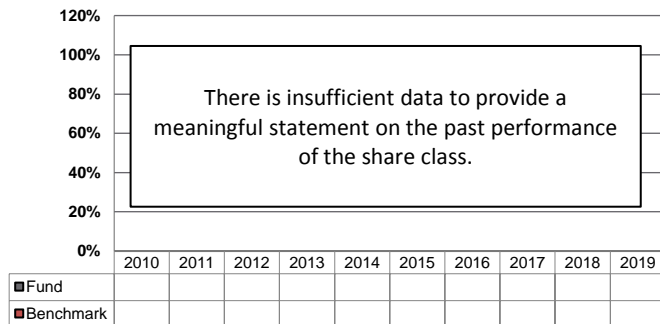 120%
100%
80%
60%
40%
20%
0%
There is insufficient data to provide a
meaningful statement on the past performance
of the share class.
2010 2011 2012 2013 2014 2015 2016 2017 2018 2019
Fund
Benchmark